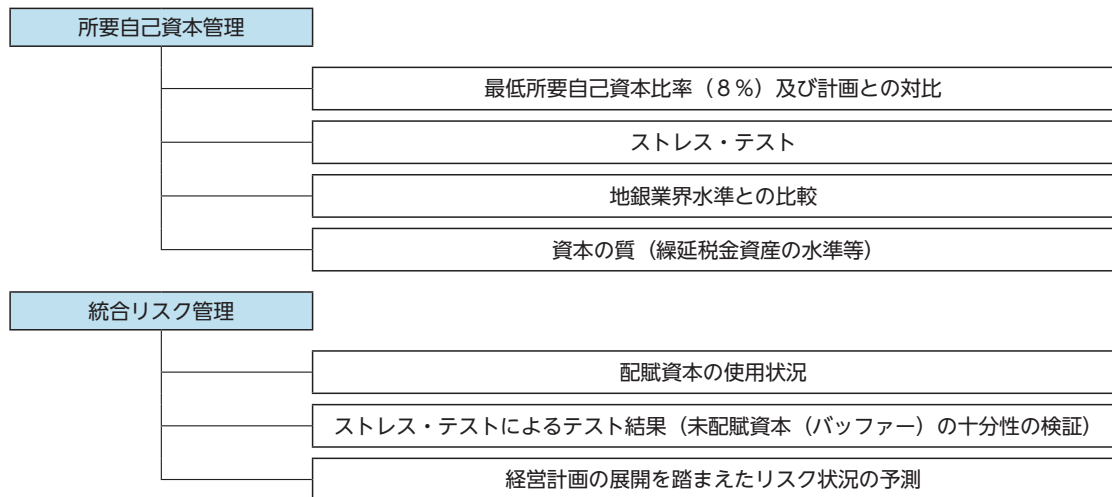 所要自己資本管理
最低所要自己資本比率（８％）及び計画との対比
ストレス・テスト
地銀業界水準との比較
資本の質（繰延税金資産の水準等）
統合リスク管理
配賦資本の使用状況
ストレス・テストによるテスト結果（未配賦資本（バッファー）の十分性の検証）
経営計画の展開を踏まえたリスク状況の予測